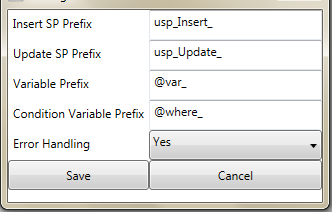 Insert SP Prefix usp_Insert_
Update SP Prefix usp_Update_
Variable Prefix @var_
Condition Variable Prefix @where_
Error Handling Yes
Save Cancel